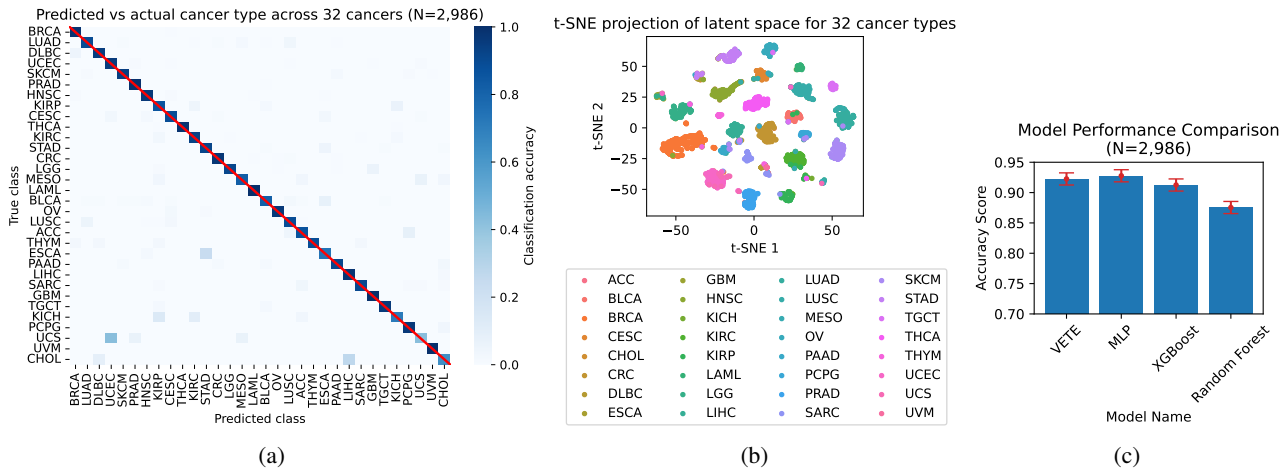 Predicted vs actual cancer type across 32 cancers (N=2,986)
True class
BRCA
LUAD
DLBC
UCEC
SKCM
PRAD
HNSC
KIRP
CESC
THCA
KIRC
STAD
CRC
LGG
MESO
LAML
BLCA
OV
LUSC
ACC
THYM
ESCA
PAAD
LIHC
SARC
GBM
TGCT
KICH
PCPG
UCS
UVM
CHOL
BRCA LUAD DLBC UCEC SKCM PRAD HNSC KIRP CESC THCA KIRC STAD CRC LGG MESO LAML BLCA OV LUSC ACC THYM ESCA PAAD LIHC SARC GBM TGCT KICH PCPG UCS UVM CHOL
Predicted class
1.0
0.8
0.6
0.4
0.2
0.0
Classification accuracy
(a)
t-SNE projection of latent space for 32 cancer types
t-SNE 2
50
25
0
−25
−50
−50 0 50
t-SNE 1
ACC GBM LUAD SKCM
BLCA HNSC LUSC STAD
BRCA KICH MESO TGCT
CESC KIRC OV THCA
CHOL KIRP PAAD THYM
CRC LAML PCPG UCEC
DLBC LGG PRAD UCS
ESCA LIHC SARC UVM
(b)
Model Performance Comparison
(N=2,986)
Accuracy Score
0.95
0.90
0.85
0.80
0.75
0.70
VETE MLP XGBoost Random Forest
Model Name
(c)